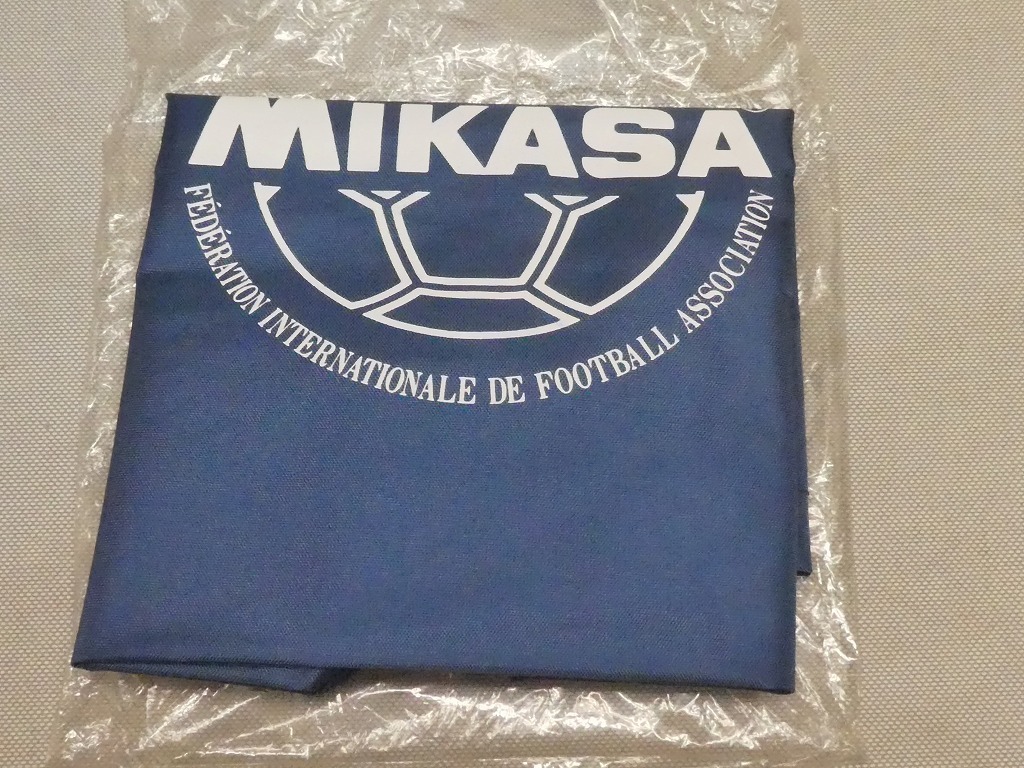 MIKASA
FÉDÉRATION INTERNATIONALE DE FOOTBALL ASSOCIATION